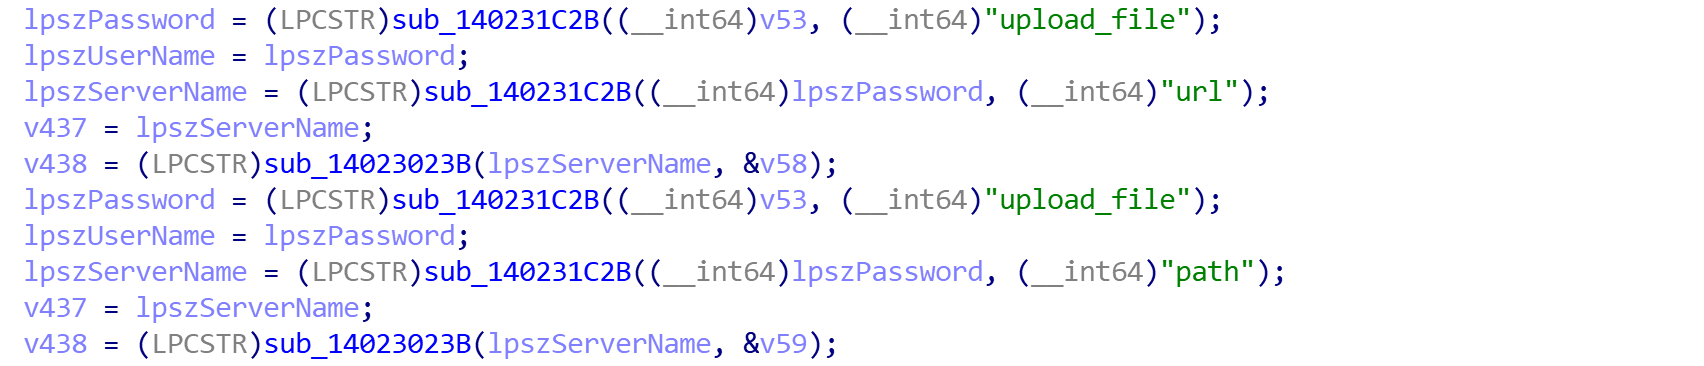 lpszPassword = (LPCSTR)sub_140231C2B((__int64)v53, (__int64)"upload_file");
lpszUserName = lpszPassword;
lpszServerName = (LPCSTR)sub_140231C2B((__int64)lpszPassword, (__int64)"url");
v437 = lpszServerName;
v438 = (LPCSTR)sub_14023023B(lpszServerName, &v58);
lpszPassword = (LPCSTR)sub_140231C2B((__int64)v53, (__int64)"upload_file");
lpszUserName = lpszPassword;
lpszServerName = (LPCSTR)sub_140231C2B((__int64)lpszPassword, (__int64)"path");
v437 = lpszServerName;
v438 = (LPCSTR)sub_14023023B(lpszServerName, &v59);